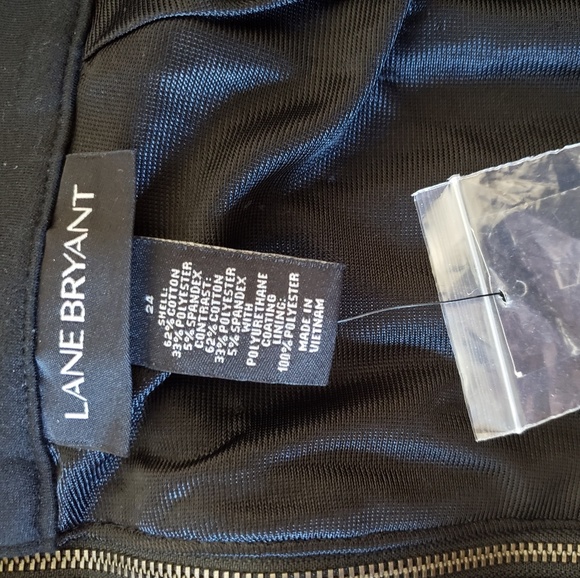 LANE BRYANT
24
SHELL:
62% COTTON
33% POLYESTER
5% SPANDEX
CONTRAST:
62% COTTON
33% POLYESTER
5% SPANDEX
WITH
POLYURETHANE
COATING
LINING:
100% POLYESTER
MADE IN
VIETNAM